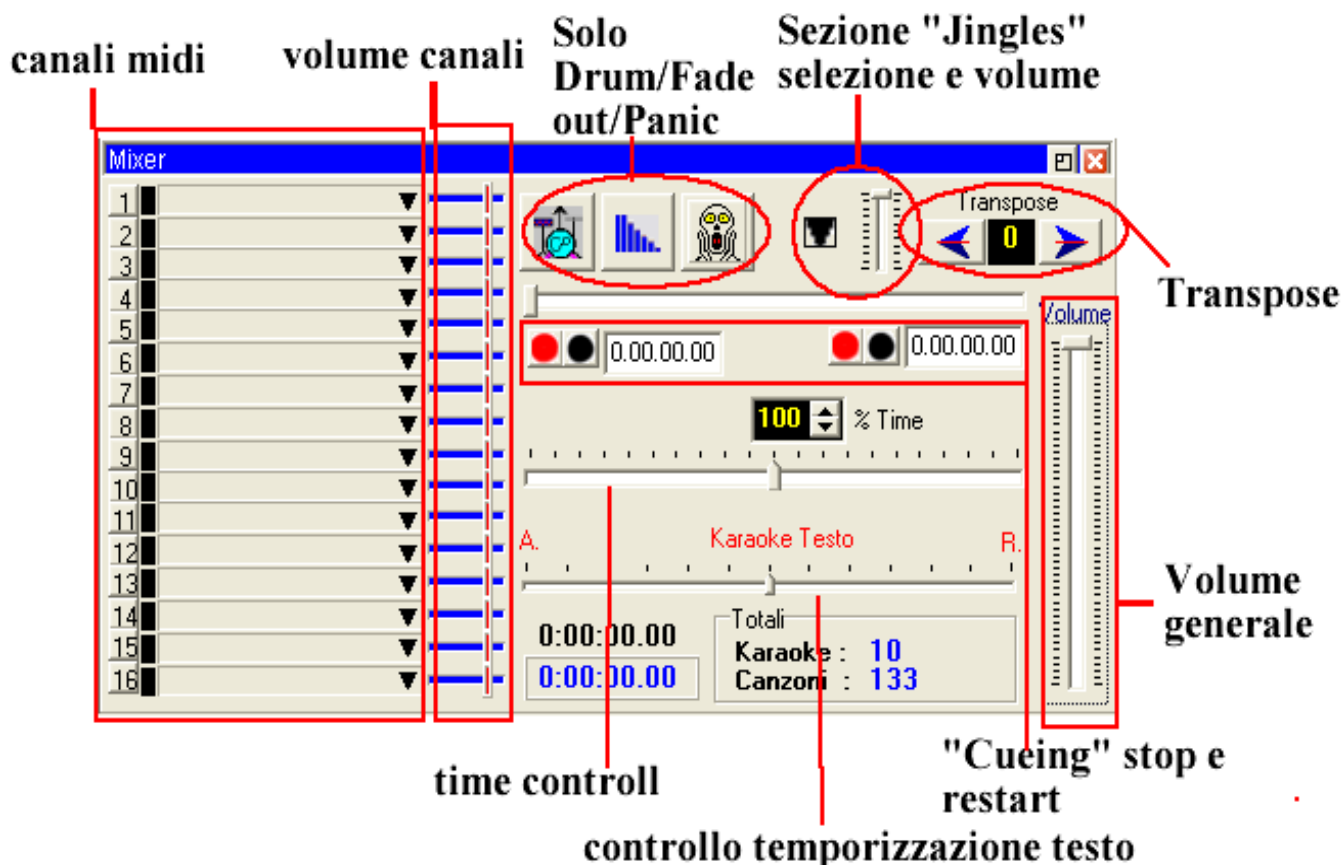 canali midi
volume canali
Solo
Drum/Fade
out/Panic
Sezione "Jingles"
selezione e volume
Mixer
1
2
3
4
5
6
7
8
9
10
11
12
13
14
15
16
Transpose
0
Transpose
Volume
0.00.00.00
0.00.00.00
100 % Time
A. Karaoke Testo R.
0:00:00.00
0:00:00.00
Totali
Karaoke : 10
Canzoni : 133
Volume
generale
"Cueing" stop e
restart
time controll
controllo temporizzazione testo